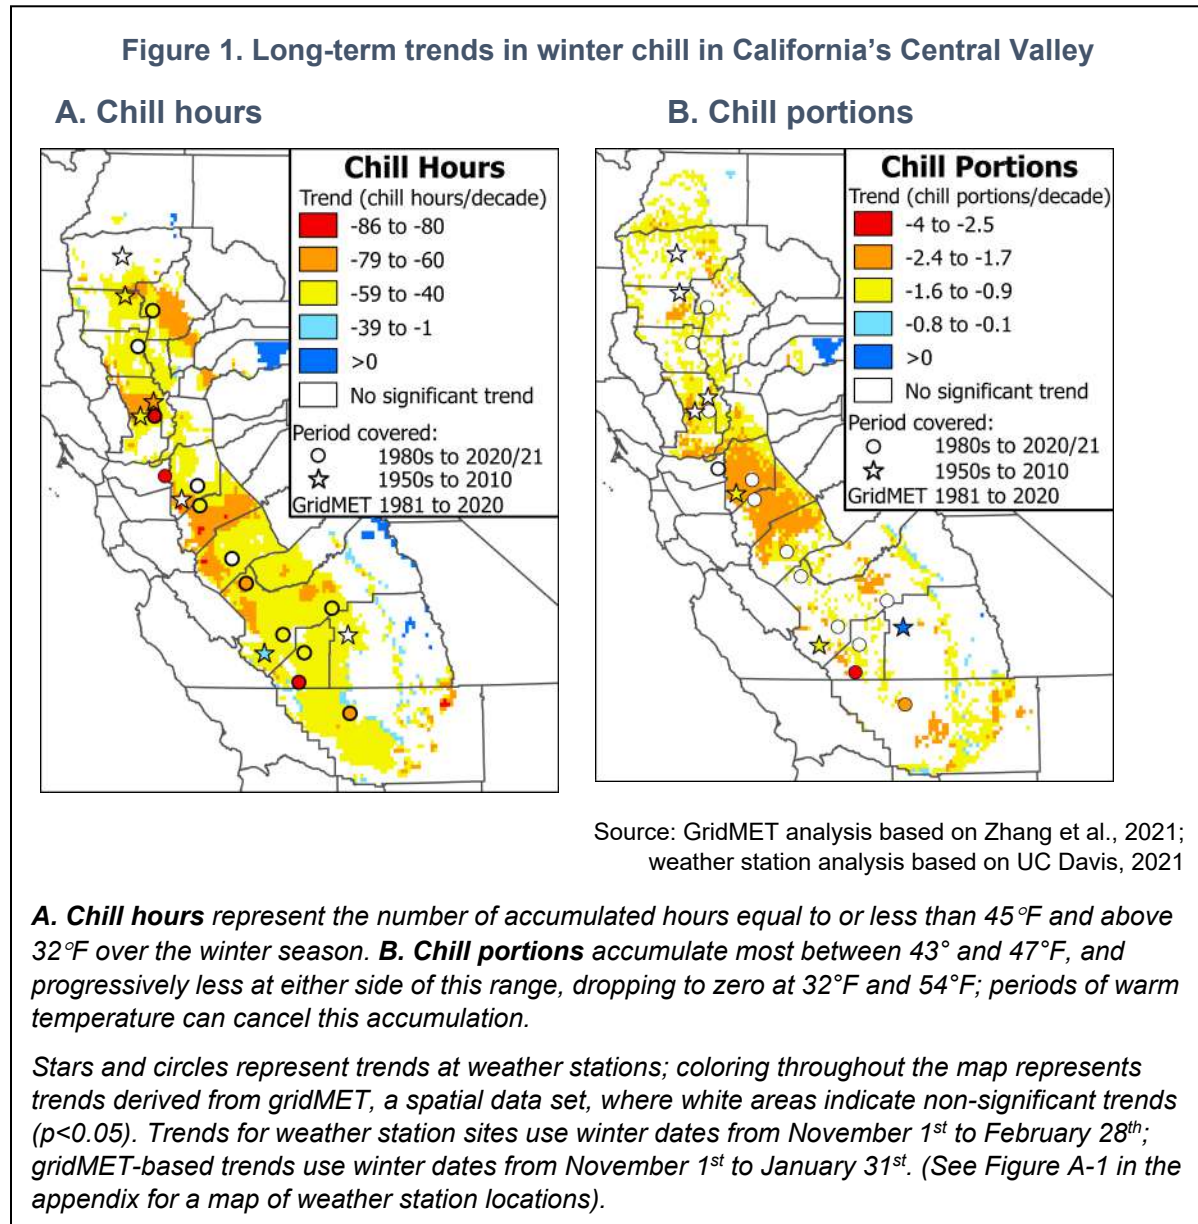 Figure 1. Long-term trends in winter chill in California's Central Valley
A. Chill hours
Chill Hours
Trend (chill hours/decade)
-86 to -80
-79 to -60
-59 to -40
-39 to -1
>0
No significant trend
Period covered:
1980s to 2020/21
1950s to 2010
GridMET 1981 to 2020
B. Chill portions
Chill Portions
Trend (chill portions/decade)
-4 to -2.5
-2.4 to -1.7
-1.6 to -0.9
-0.8 to -0.1
>0
No significant trend
Period covered:
1980s to 2020/21
1950s to 2010
GridMET 1981 to 2020
Source: GridMET analysis based on Zhang et al., 2021;
weather station analysis based on UC Davis, 2021
A. Chill hours represent the number of accumulated hours equal to or less than 45°F and above
32°F over the winter season. B. Chill portions accumulate most between 43° and 47°F, and
progressively less at either side of this range, dropping to zero at 32°F and 54°F; periods of warm
temperature can cancel this accumulation.
Stars and circles represent trends at weather stations; coloring throughout the map represents
trends derived from gridMET, a spatial data set, where white areas indicate non-significant trends
(p<0.05). Trends for weather station sites use winter dates from November 1st to February 28th;
gridMET-based trends use winter dates from November 1st to January 31st. (See Figure A-1 in the
appendix for a map of weather station locations).